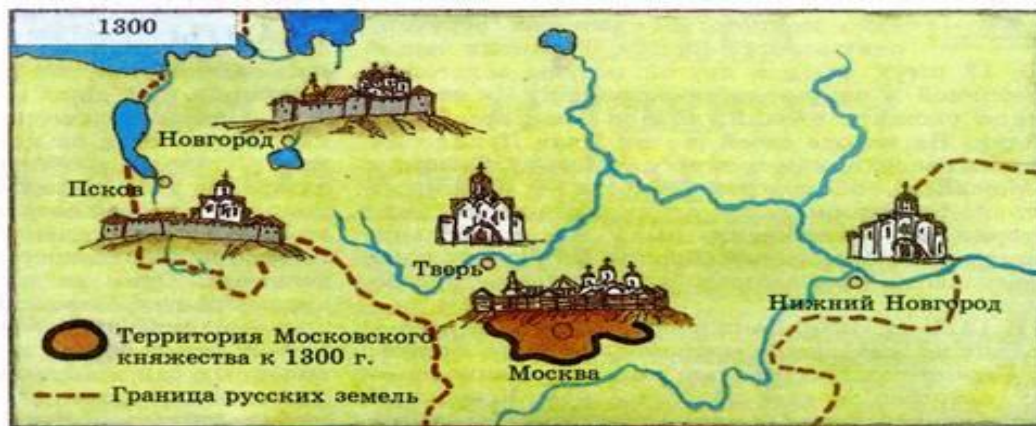 1300
Новгород
Псков
Тверь
Нижний Новгород
Москва
Территория Московского
княжества к 1300 г.
Граница русских земель